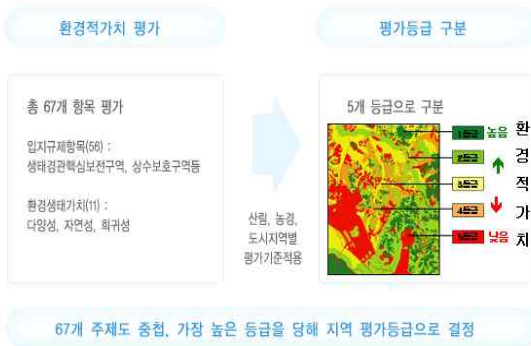 환경적가치 평가
평가등급 구분
총 67개 항목 평가
입지규제항목(56) :
생태경관핵심보전구역, 상수보호구역등
환경생태가치(11) :
다양성, 자연성, 희귀성
산림, 농경,
도시지역별
평가기준적용
5개 등급으로 구분
1등급 높음
2등급
3등급
4등급
5등급 낮음
환
경
적
가
치
67개 주제도 중첩, 가장 높은 등급을 당해 지역 평가등급으로 결정